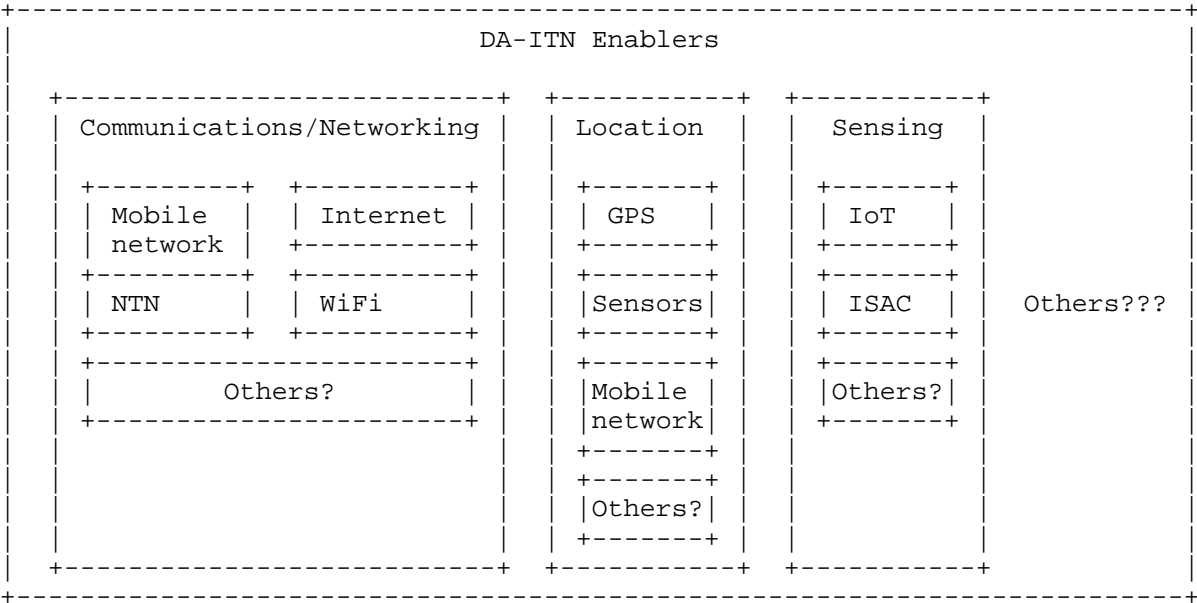 DA-ITN Enablers
Communications/Networking Location Sensing
Mobile network Internet GPS IoT
NTN WiFi Sensors ISAC Others???
Others? Mobile network Others?
Others?